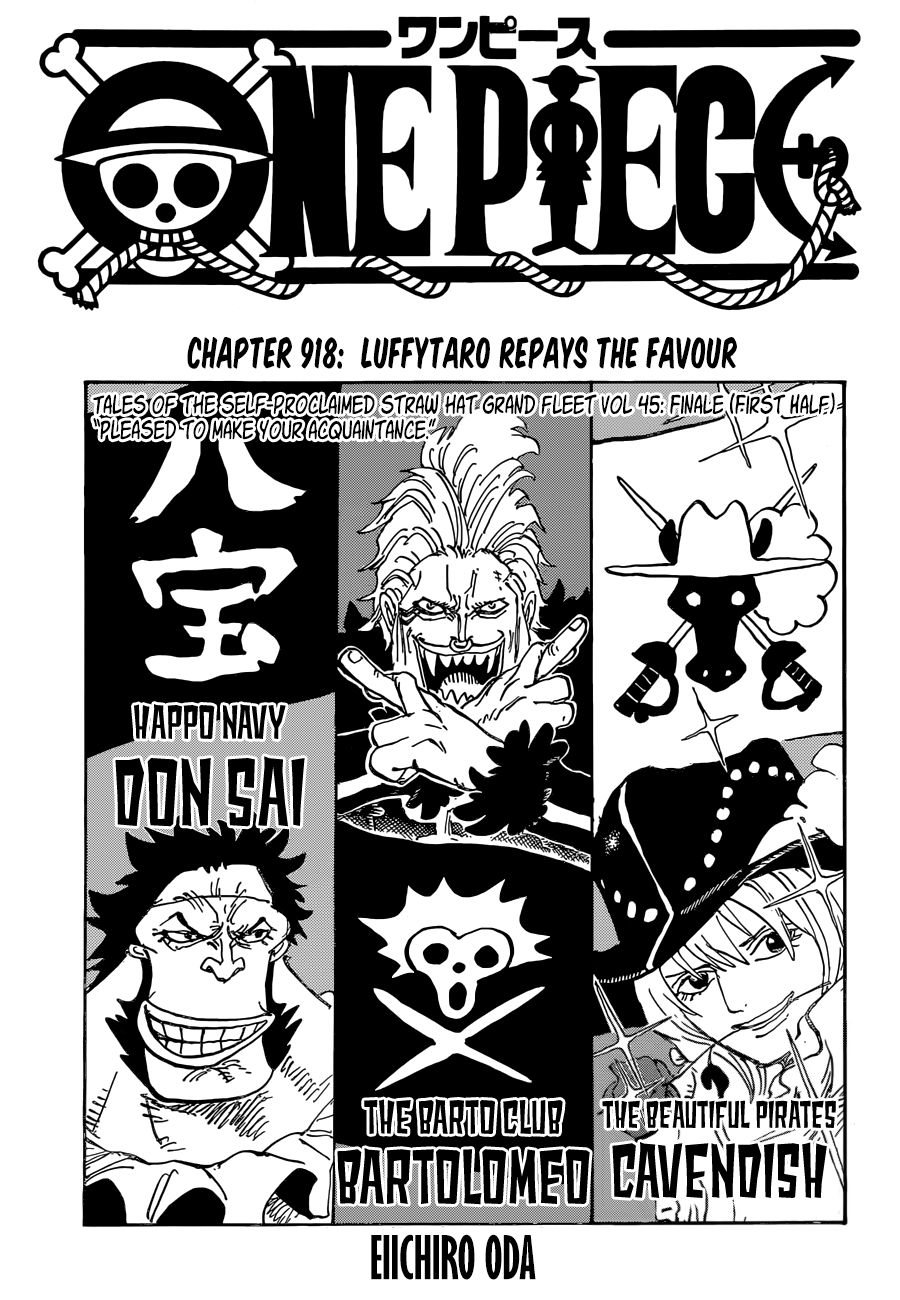 ワンピース
ONE PIECE
CHAPTER 918: LUFFYTARO REPAYS THE FAVOUR
TALES OF THE SELF-PROCLAIMED STRAW HAT GRAND FLEET VOL 45: FINALE (FIRST HALF)
"PLEASED TO MAKE YOUR ACQUAINTANCE."
八
宝
HAPPO NAVY
DON SAI
THE BARTO CLUB
BARTOLOMEO
THE BEAUTIFUL PIRATES
CAVENDISH
EIICHIRO ODA